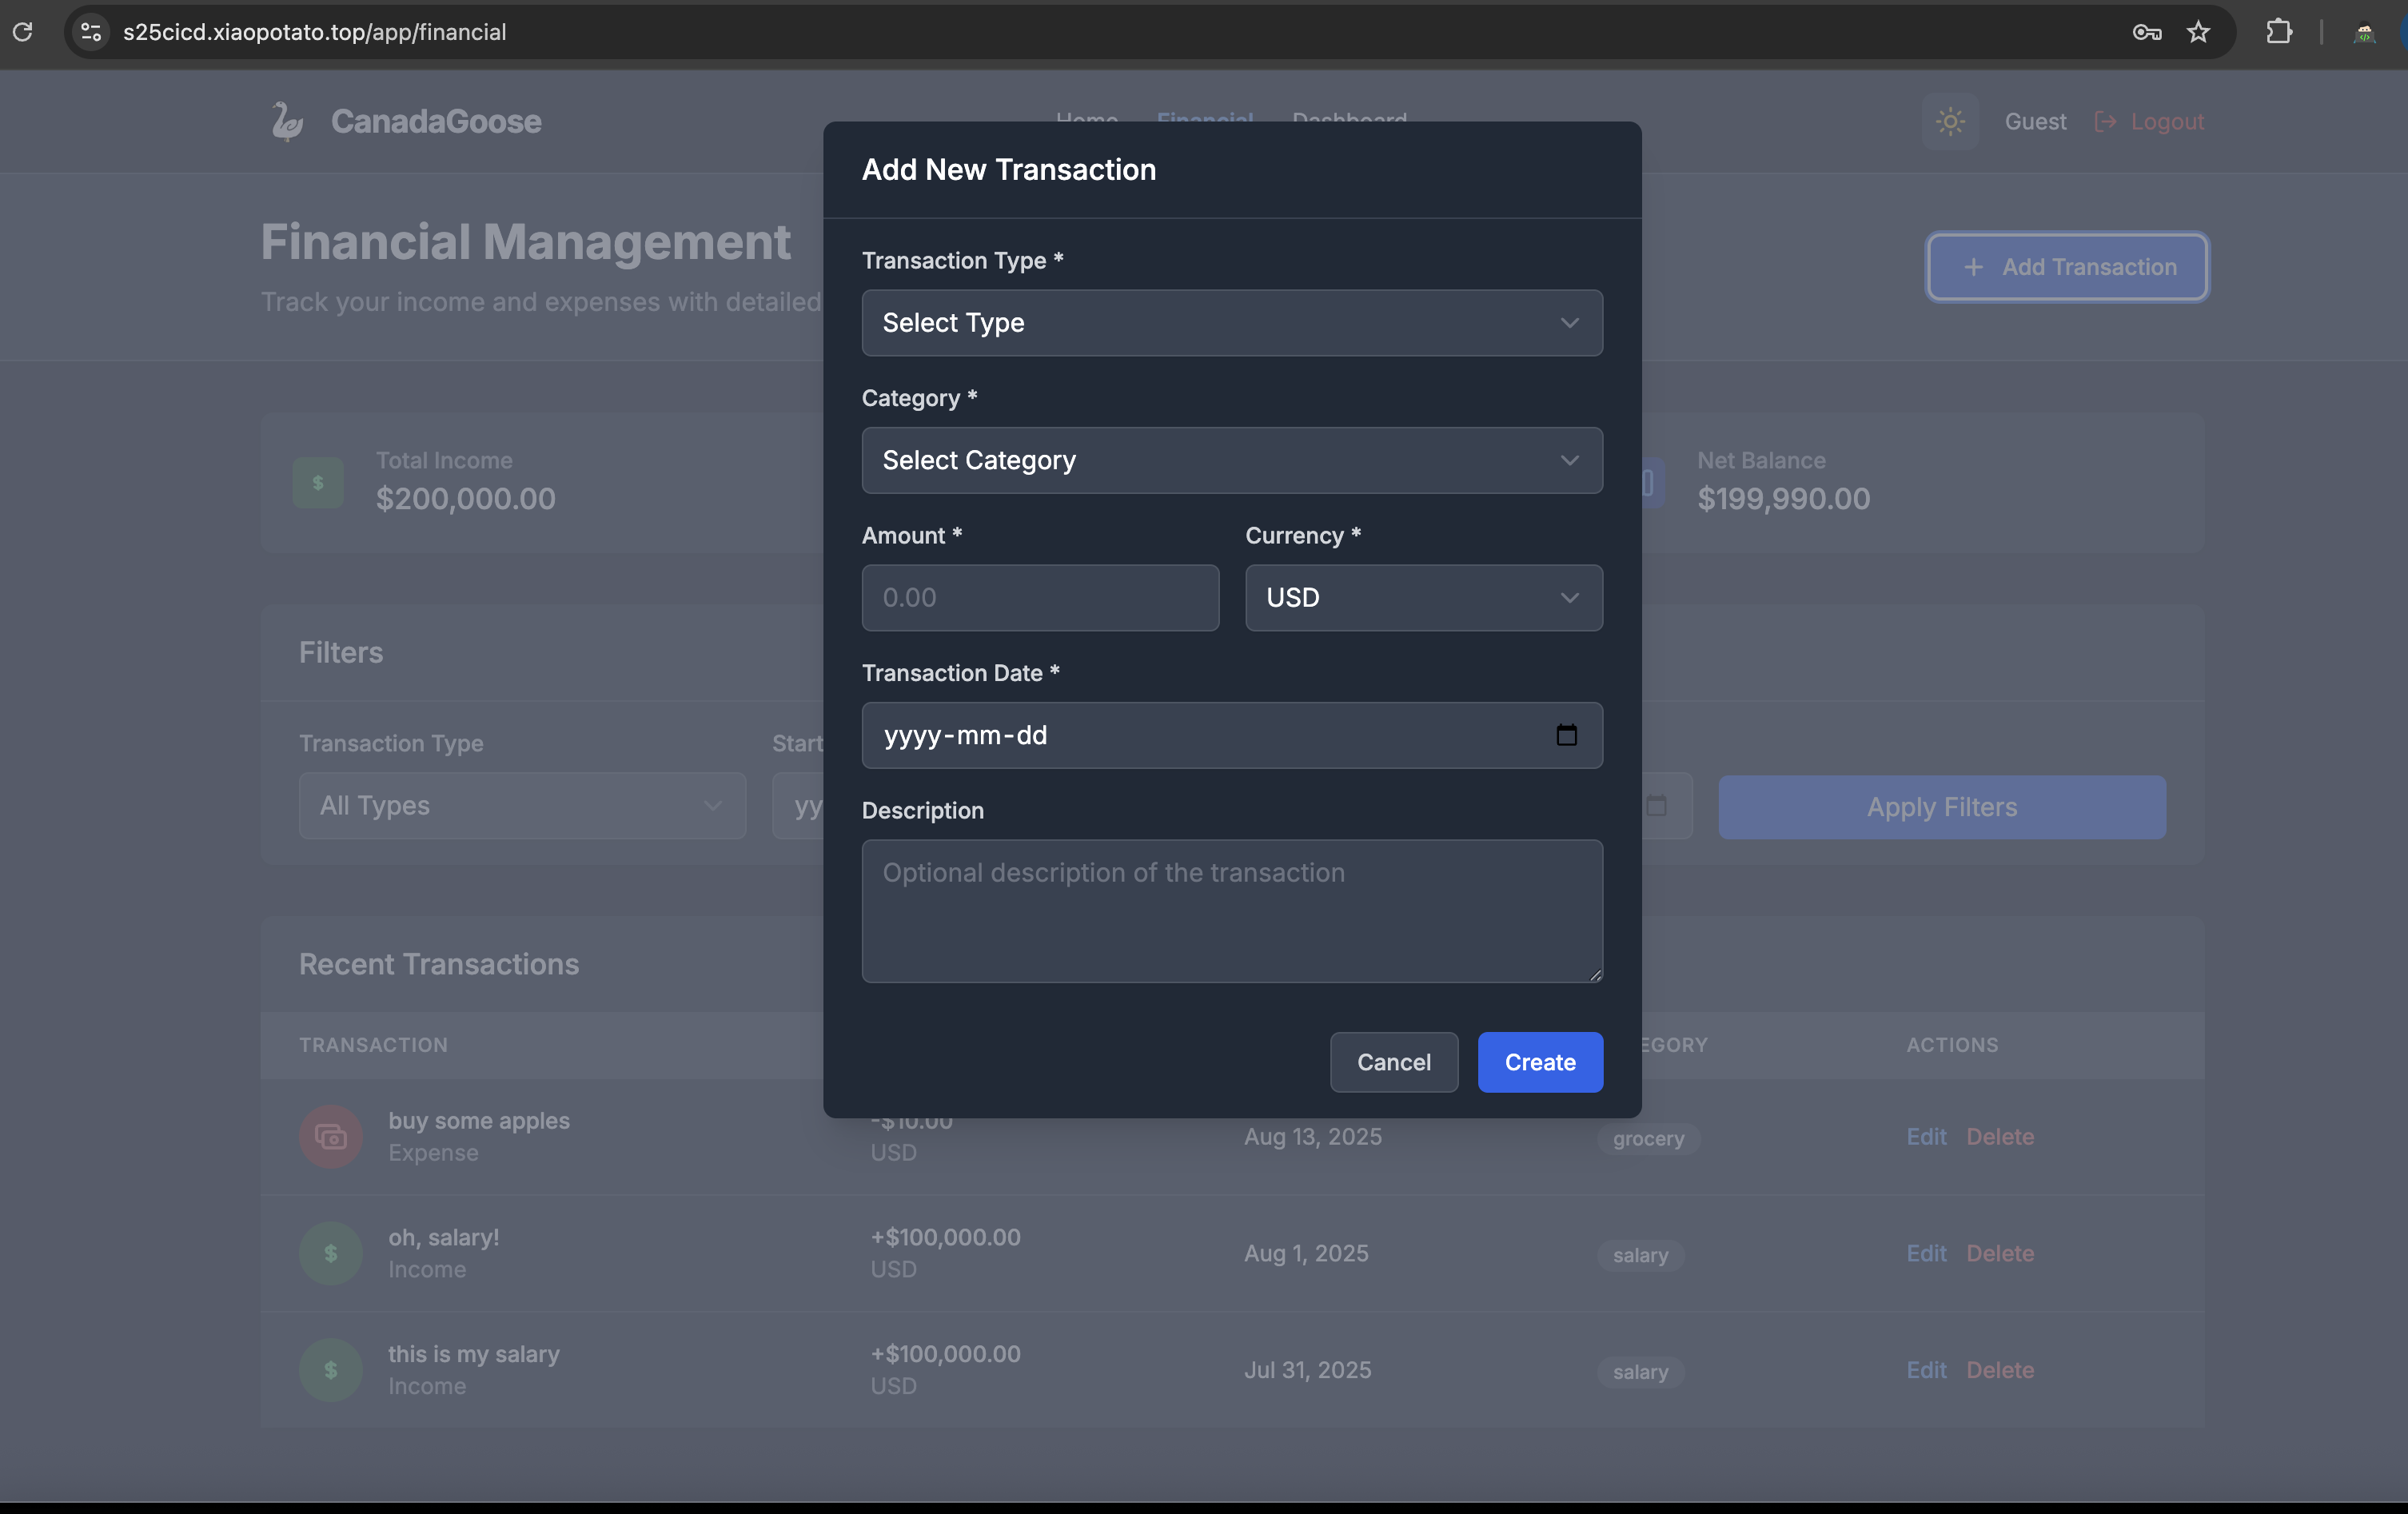 s25cicd.xiaopotato.top/app/financial
CanadaGoose
Home Financial Dashboard
Guest Logout
Financial Management
Track your income and expenses with detailed
+ Add Transaction
Total Income
$200,000.00
Net Balance
$199,990.00
Filters
Transaction Type
All Types
Start
yy
Apply Filters
Recent Transactions
TRANSACTION
EGORY
ACTIONS
buy some apples
Expense
-$10.00
USD
Aug 13, 2025
grocery
Edit Delete
oh, salary!
Income
+$100,000.00
USD
Aug 1, 2025
salary
Edit Delete
this is my salary
Income
+$100,000.00
USD
Jul 31, 2025
salary
Edit Delete
Add New Transaction
Transaction Type *
Select Type
Category *
Select Category
Amount *
0.00
Currency *
USD
Transaction Date *
yyyy-mm-dd
Description
Optional description of the transaction
Cancel
Create